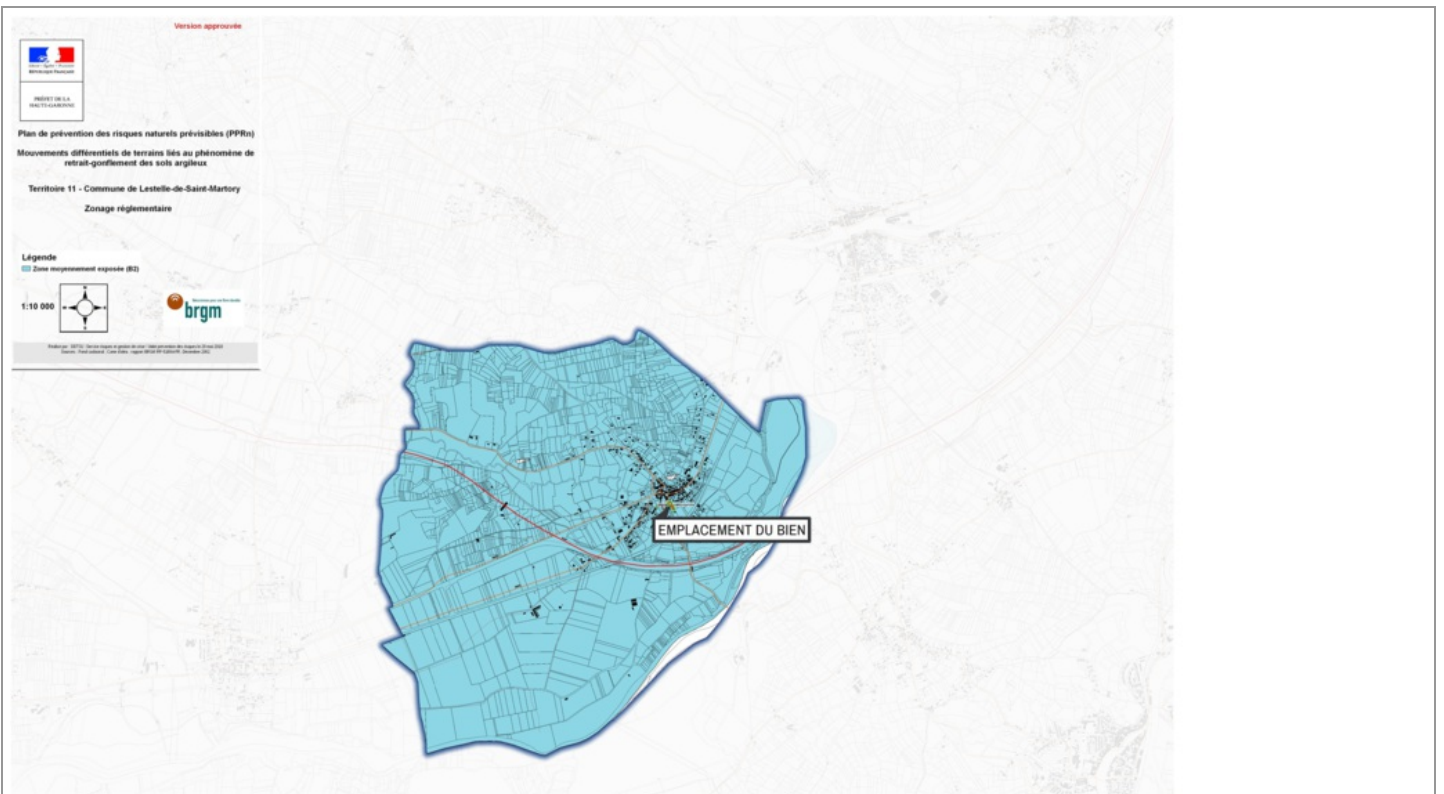 Version approuvée
RÉPUBLIQUE FRANÇAISE
PRÉFET DE LA
HAUTE-GARONNE
Plan de prévention des risques naturels prévisibles (PPRn)
Mouvements différentiels de terrains liés au phénomène de
retrait-gonflement des sols argileux
Territoire 11 - Commune de Lestelle-de-Saint-Martory
Zonage réglementaire
Légende
Zone moyennement exposée (B2)
1:10 000
brgm
EMPLACEMENT DU BIEN